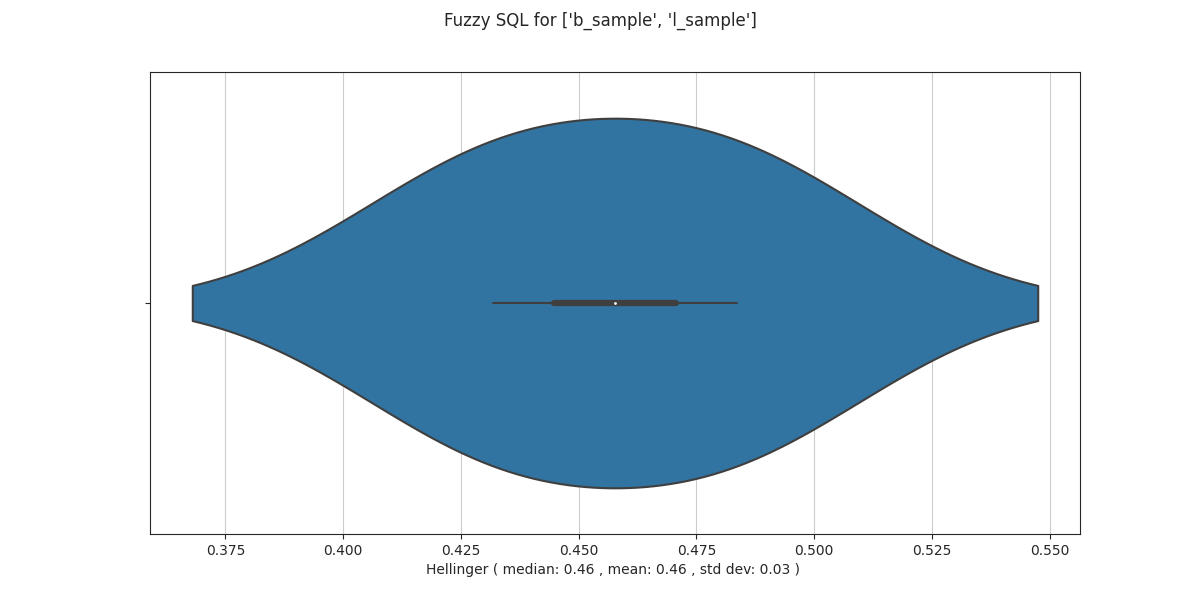 Fuzzy SQL for ['b_sample', 'l_sample']
0.375 0.400 0.425 0.450 0.475 0.500 0.525 0.550
Hellinger ( median: 0.46 , mean: 0.46 , std dev: 0.03 )